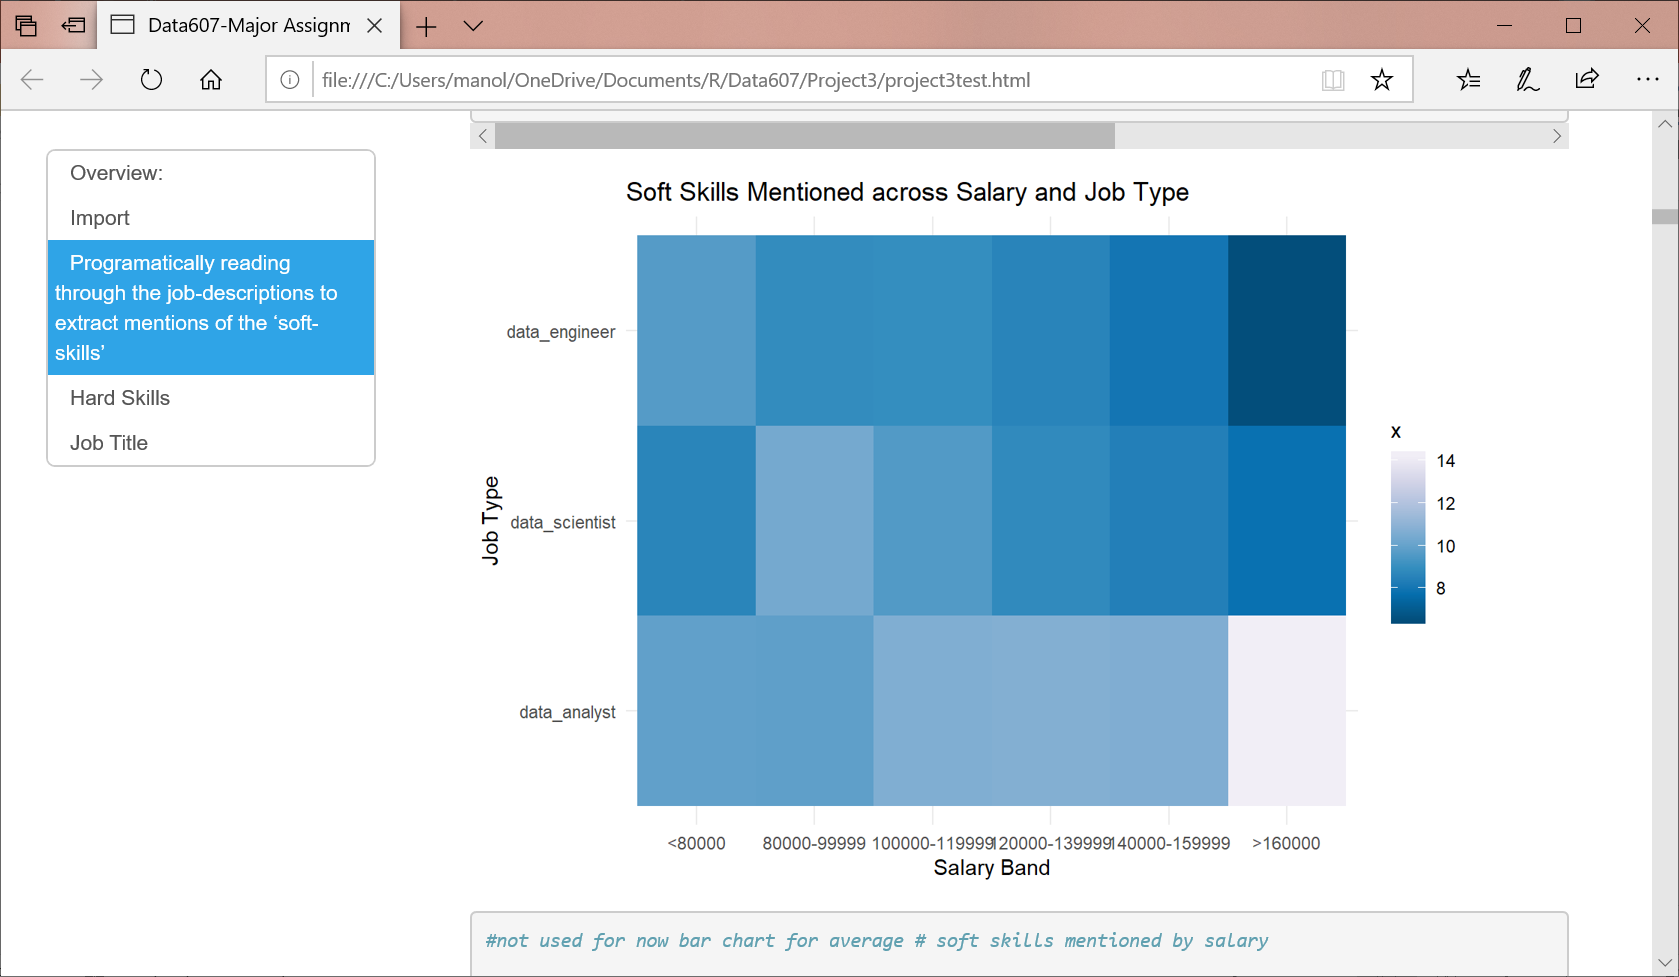 Data607-Major Assignm
file:///C:/Users/manol/OneDrive/Documents/R/Data607/Project3/project3test.html
Overview:
Import
Programatically reading
through the job-descriptions to
extract mentions of the ‘soft-
skills’
Hard Skills
Job Title
Soft Skills Mentioned across Salary and Job Type
data_engineer
data_scientist
data_analyst
Job Type
<80000
80000-99999
100000-119999
120000-139999
140000-159999
>160000
Salary Band
x
14
12
10
8
#not used for now bar chart for average # soft skills mentioned by salary